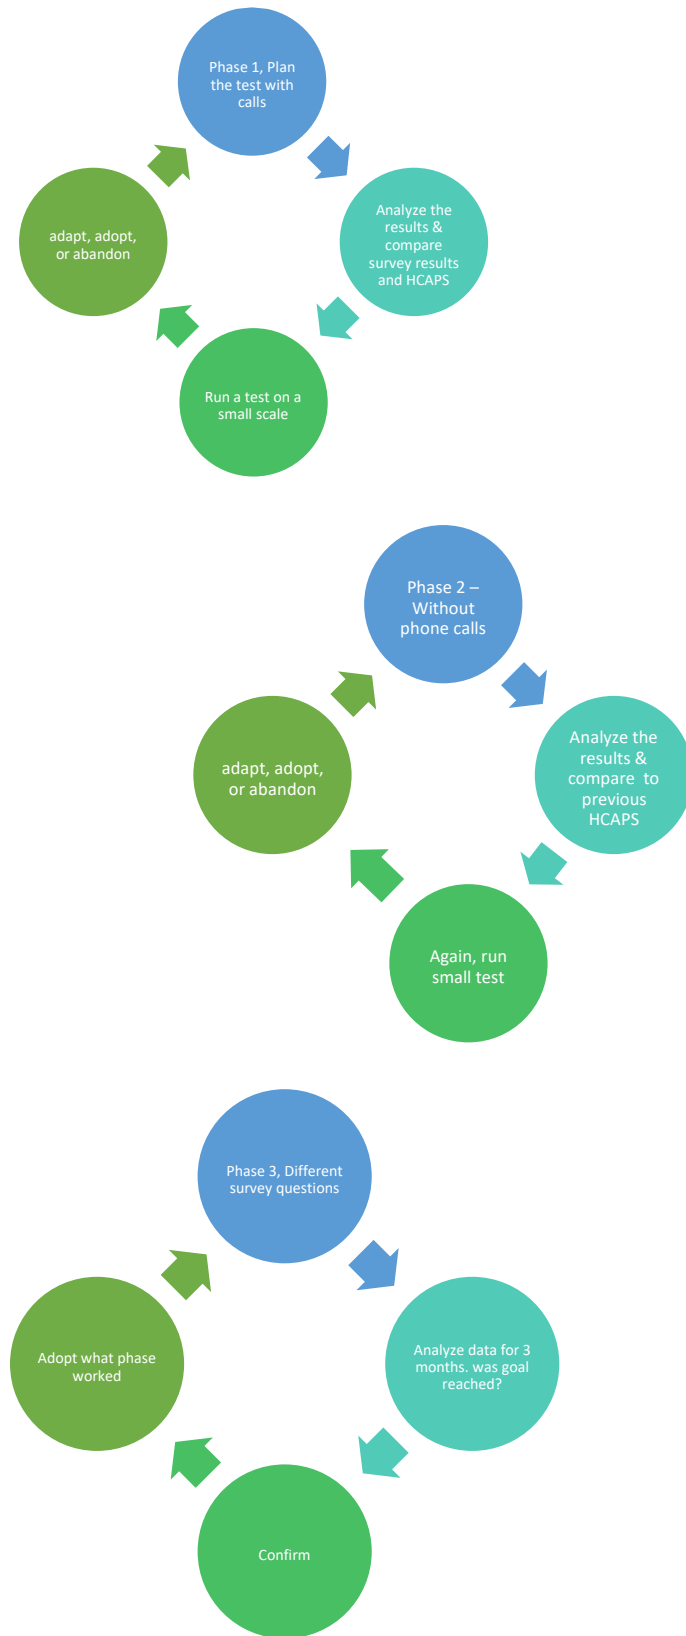 Phase 1, Plan
the test with
calls
Analyze the
results &
compare
survey results
and HCAPS
Run a test on a
small scale
adapt, adopt,
or abandon
Phase 2 –
Without
phone calls
Analyze the
results &
compare  to
previous
HCAPS
Again, run
small test
adapt, adopt,
or abandon
Phase 3, Different
survey questions
Analyze data for 3
months. was goal
reached?
Confirm
Adopt what phase
worked